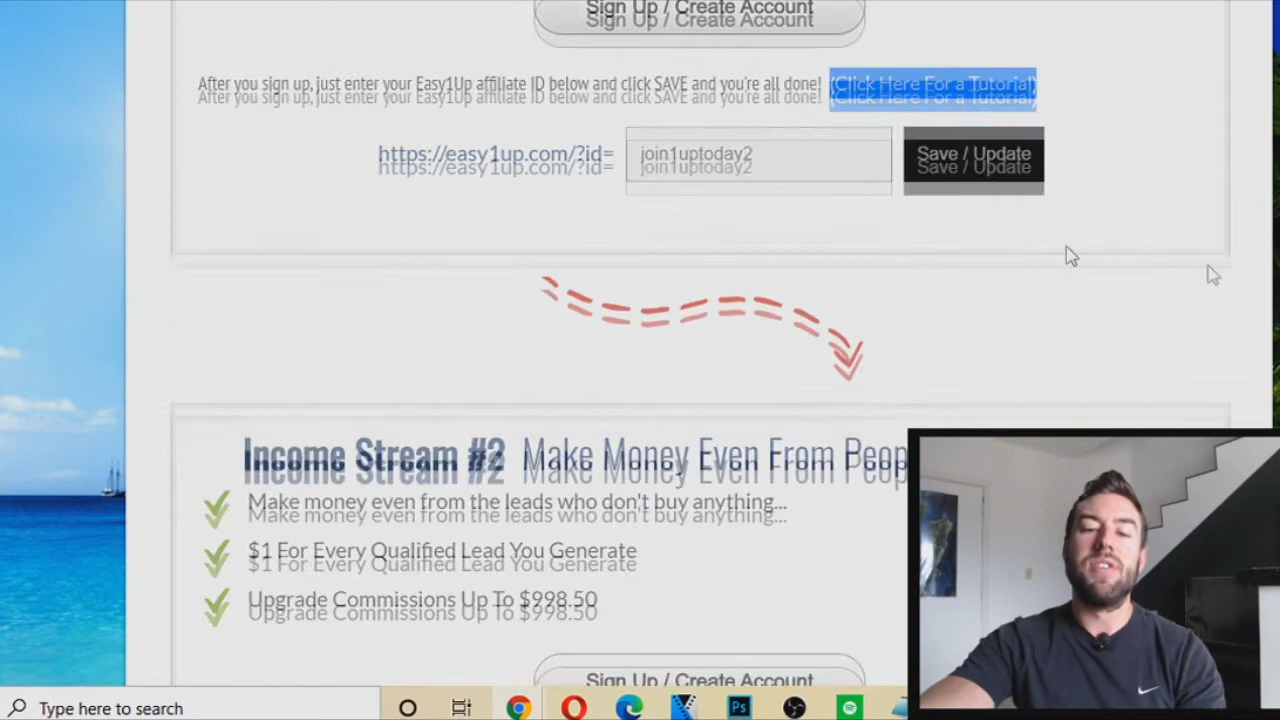 Sign Up / Create Account
After you sign up, just enter your Easy1Up affiliate ID below and click SAVE and you're all done! (Click Here For a Tutorial)
https://easy1up.com/?id= join1uptoday2 Save / Update
Income Stream #2 Make Money Even From Peop
Make money even from the leads who don't buy anything...
$1 For Every Qualified Lead You Generate
Upgrade Commissions Up To $998.50
Sign Up / Create Account
Type here to search
Ps